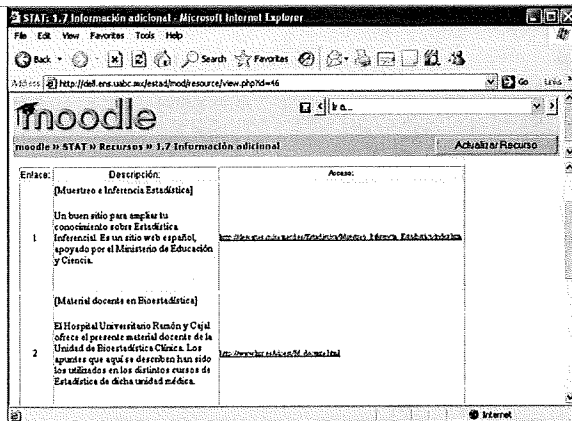 STAT: 1.7 Información adicional - Microsoft Internet Explorer
File Edit View Favorites Tools Help
Back Search Favorites
Address http://dell.ens.uabc.mx/estad/mod/resource/view.php?id=46 Go Links
moodle Ir a...
moodle » STAT » Recursos » 1.7 Información adicional Actualizar Recurso
Enlace: Descripción: Acceso:
[Muestreo e Inferencia Estadística]
Un buen sitio para ampliar tu
conocimiento sobre Estadística
1 Inferencial. Es un sitio web español,
apoyado por el Ministerio de Educación
y Ciencia.
[Material docente en Bioestadística]
El Hospital Universitario Ramón y Cajal
ofrece el presente material docente de la
Unidad de Bioestadística Clínica. Los
2 apuntes que aquí se describen han sido
los utilizados en los distintos cursos de
Estadística de dicha unidad médica.
Internet